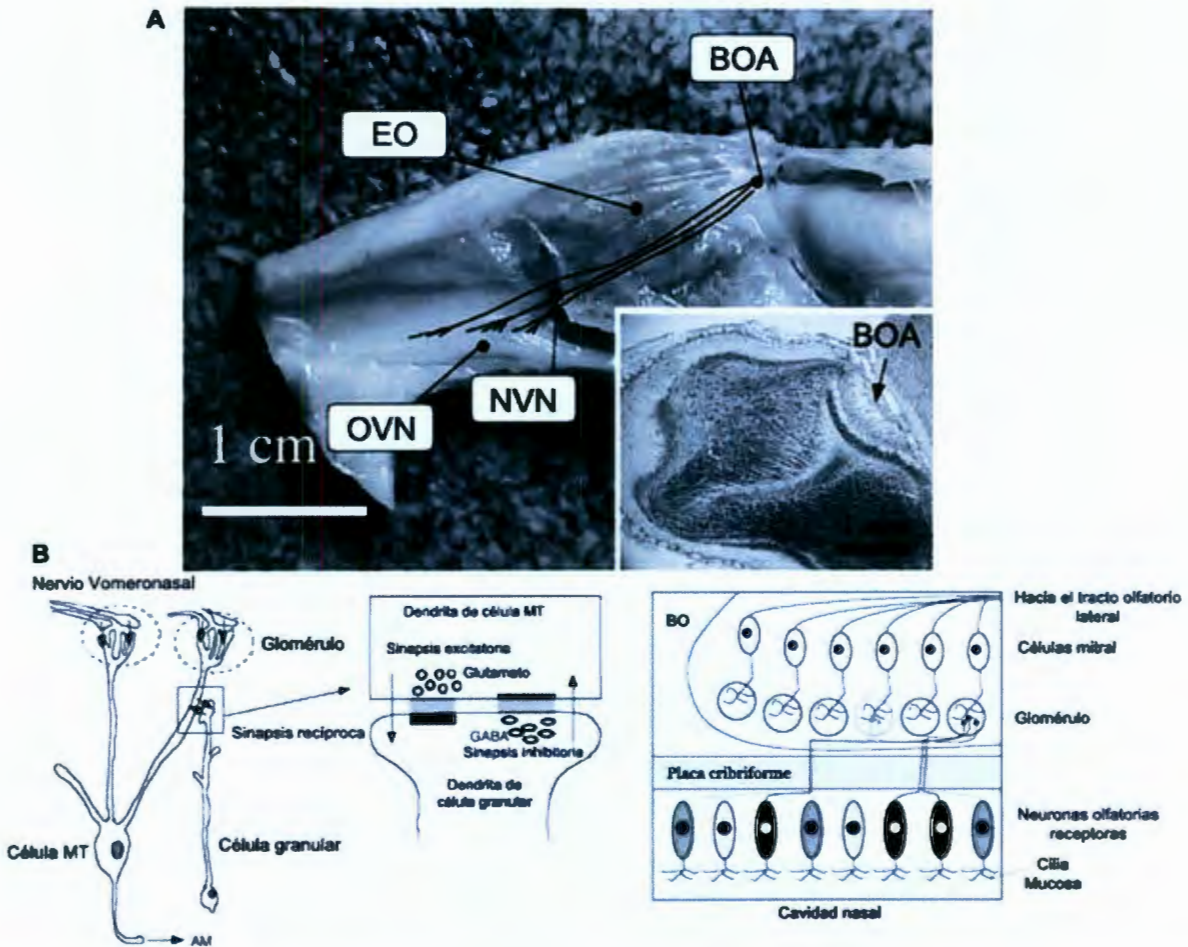 A
BOA
EO
BOA
NVN
OVN
1 cm
B
Nervio Vomeronasal
Glomérulo
Sinapsis recíproca
Célula MT
Célula granular
AM
Dendrita de célula MT
Sinapsis excitatoria
Glutamato
GABA
Sinapsis inhibitoria
Dendrita de
célula granular
BO
Hacia el tracto olfatorio
lateral
Células mitral
Glomérulo
Placa cribriforme
Neuronas olfatorias
receptoras
Cilia
Mucosa
Cavidad nasal